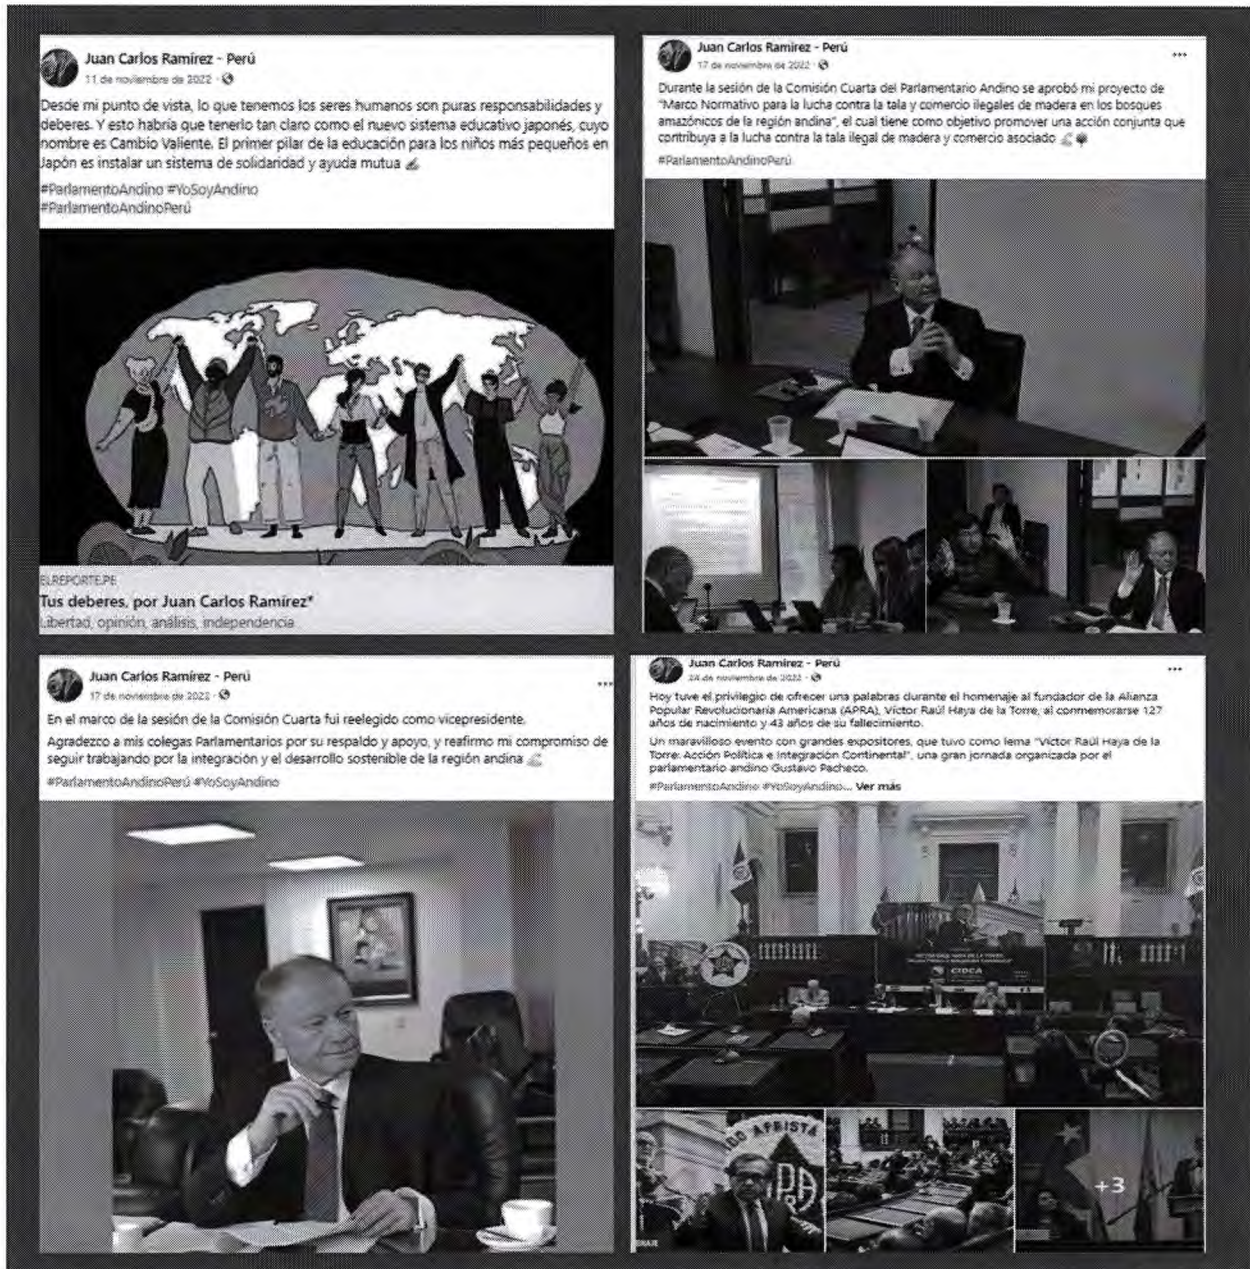 Juan Carlos Ramírez - Perú
11 de noviembre de 2022 ·
Desde mi punto de vista, lo que tenemos los seres humanos son puras responsabilidades y
deberes. Y esto habría que tenerlo tan claro como el nuevo sistema educativo japonés, cuyo
nombre es Cambio Valiente. El primer pilar de la educación para los niños más pequeños en
Japón es instalar un sistema de solidaridad y ayuda mutua
#ParlamentoAndino #YoSoyAndino
#ParlamentoAndinoPerú
ELREPORTE.PE
Tus deberes, por Juan Carlos Ramírez*
Libertad, opinión, análisis, independencia
Juan Carlos Ramírez - Perú
17 de noviembre de 2022 ·
Durante la sesión de la Comisión Cuarta del Parlamentario Andino se aprobó mi proyecto de
"Marco Normativo para la lucha contra la tala y comercio ilegales de madera en los bosques
amazónicos de la región andina", el cual tiene como objetivo promover una acción conjunta que
contribuya a la lucha contra la tala ilegal de madera y comercio asociado
#ParlamentoAndinoPerú
Juan Carlos Ramírez - Perú
17 de noviembre de 2022 ·
En el marco de la sesión de la Comisión Cuarta fui reelegido como vicepresidente.
Agradezco a mis colegas Parlamentarios por su respaldo y apoyo, y reafirmo mi compromiso de
seguir trabajando por la integración y el desarrollo sostenible de la región andina
#ParlamentoAndinoPerú #YoSoyAndino
Juan Carlos Ramírez - Perú
24 de noviembre de 2022 ·
Hoy tuve el privilegio de ofrecer una palabras durante el homenaje al fundador de la Alianza
Popular Revolucionaria Americana (APRA), Víctor Raúl Haya de la Torre, al conmemorarse 127
años de nacimiento y 43 años de su fallecimiento.
Un maravilloso evento con grandes expositores, que tuvo como lema "Víctor Raúl Haya de la
Torre: Acción Política e Integración Continental", una gran jornada organizada por el
parlamentario andino Gustavo Pacheco.
#ParlamentoAndino #YoSoyAndino... Ver más
CIDCA
DO APRISTA
+3